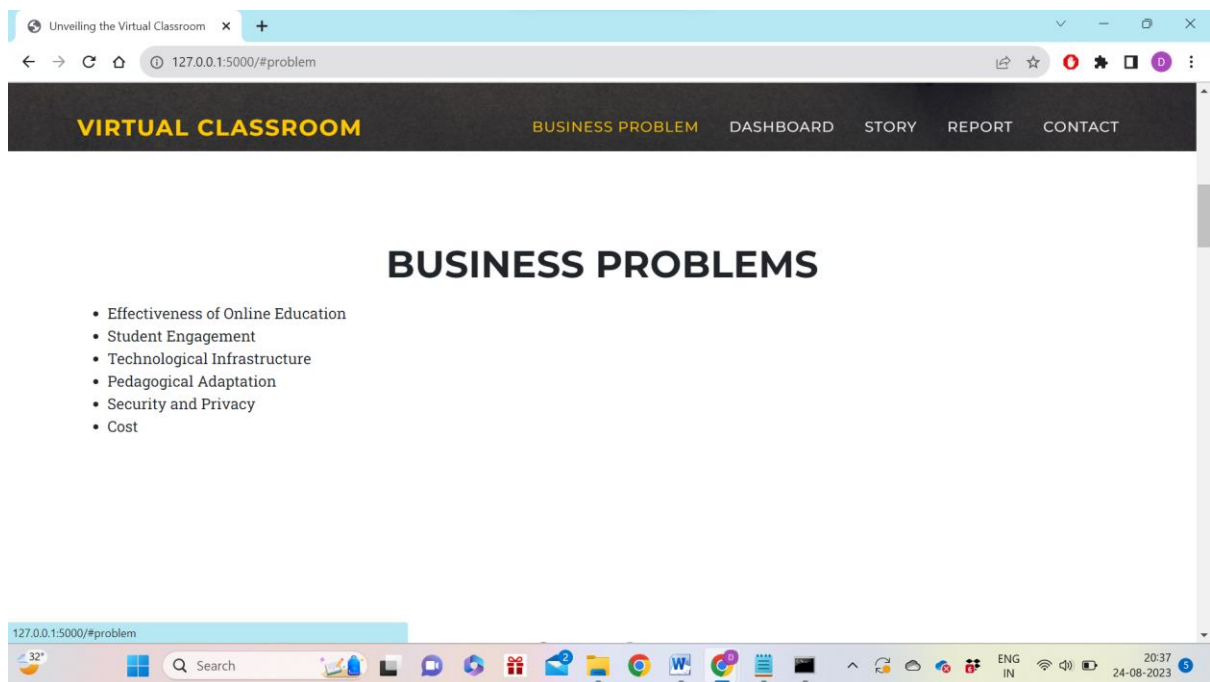 Unveiling the Virtual Classroom
127.0.0.1:5000/#problem
D
VIRTUAL CLASSROOM
BUSINESS PROBLEM DASHBOARD STORY REPORT CONTACT
BUSINESS PROBLEMS
• Effectiveness of Online Education
• Student Engagement
• Technological Infrastructure
• Pedagogical Adaptation
• Security and Privacy
• Cost
127.0.0.1:5000/#problem
32°
Search
2
W
D
ENG
IN
20:37
24-08-2023
5